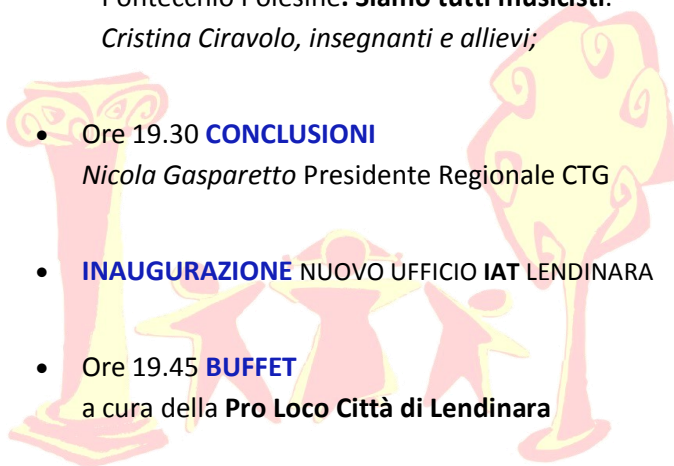 Pontecchio Polesine. Siamo tutti musicisti.
Cristina Ciravolo, insegnanti e allievi;
• Ore 19.30 CONCLUSIONI
Nicola Gasparetto Presidente Regionale CTG
• INAUGURAZIONE NUOVO UFFICIO IAT LENDINARA
• Ore 19.45 BUFFET
a cura della Pro Loco Città di Lendinara